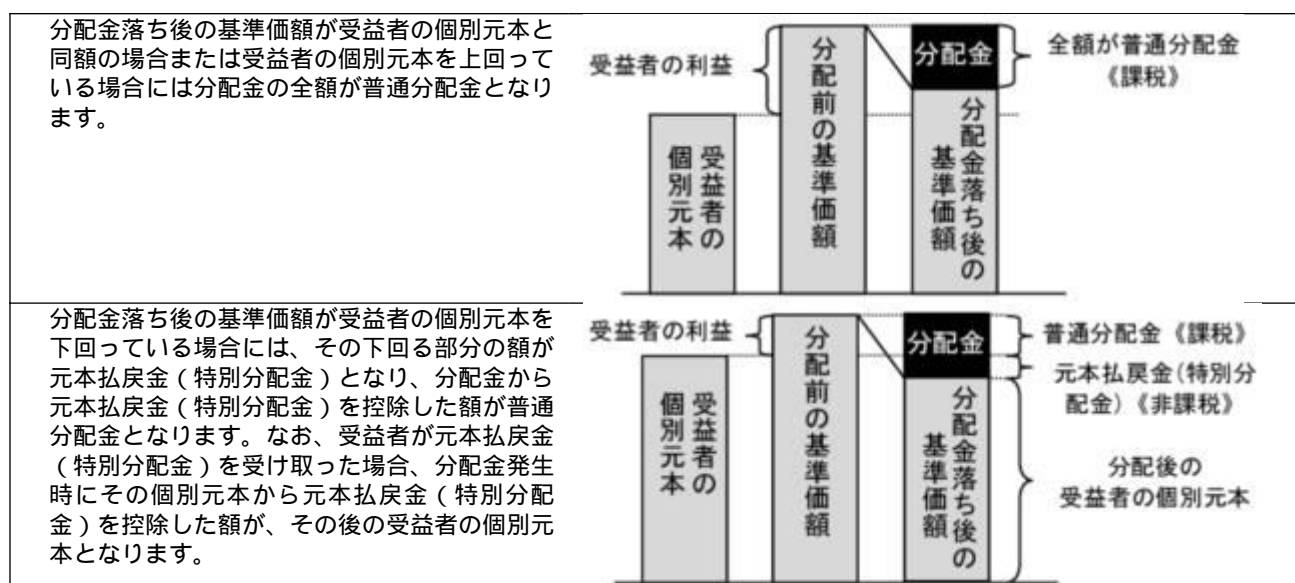 分配金落ち後の基準価額が受益者の個別元本と
同額の場合または受益者の個別元本を上回って
いる場合には分配金の全額が普通分配金となり
ます。
受益者の利益
受益者の
個別元本
分配前の基準価額
分配金
分配金落ち後の
基準価額
全額が普通分配金
《課税》
分配金落ち後の基準価額が受益者の個別元本を
下回っている場合には、その下回る部分の額が
元本払戻金(特別分配金)となり、分配金から
元本払戻金(特別分配金)を控除した額が普通
分配金となります。なお、受益者が元本払戻金
(特別分配金)を受け取った場合、分配金発生
時にその個別元本から元本払戻金(特別分配
金)を控除した額が、その後の受益者の個別元
本となります。
受益者の利益
受益者の
個別元本
分配前の基準価額
分配金
分配金落ち後の
基準価額
普通分配金《課税》
元本払戻金(特別分
配金)《非課税》
分配後の
受益者の個別元本